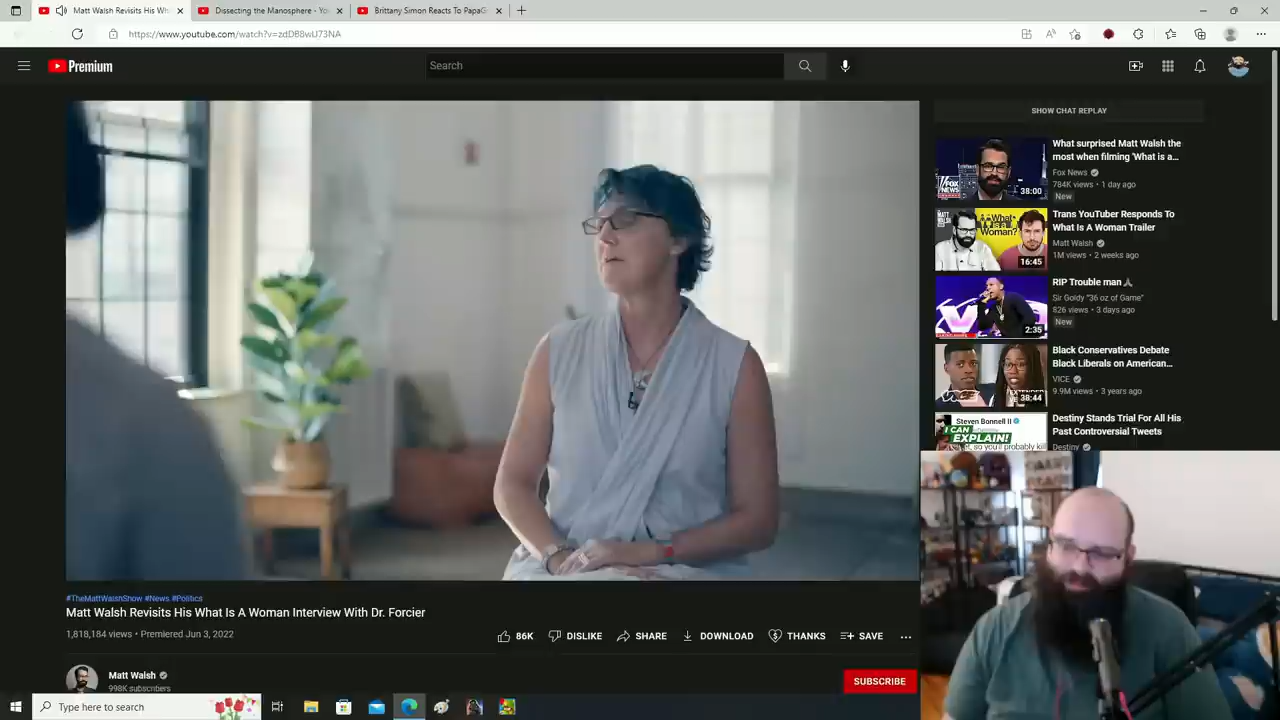 Matt Walsh Revisits His Wh
Dissecting the Manosphere - Yo
Brittany Simon Reacts To PapaG
https://www.youtube.com/watch?v=zdDB8wU73NA
Premium
Search
SHOW CHAT REPLAY
What surprised Matt Walsh the
most when filming 'What is a...
Fox News
784K views • 1 day ago
New
38:00
Trans YouTuber Responds To
What Is A Woman Trailer
Matt Walsh
1M views • 2 weeks ago
16:45
RIP Trouble man
Sir Goldy "36 oz of Game"
826 views • 3 days ago
New
2:35
Black Conservatives Debate
Black Liberals on American...
VICE
9.9M views • 3 years ago
38:44
Destiny Stands Trial For All His
Past Controversial Tweets
Destiny
Steven Bonnell II
I CAN
EXPLAIN!
#TheMattWalshShow #News #Politics
Matt Walsh Revisits His What Is A Woman Interview With Dr. Forcier
1,818,184 views • Premiered Jun 3, 2022
86K DISLIKE SHARE DOWNLOAD THANKS SAVE
Matt Walsh
998K subscribers
SUBSCRIBE
Type here to search